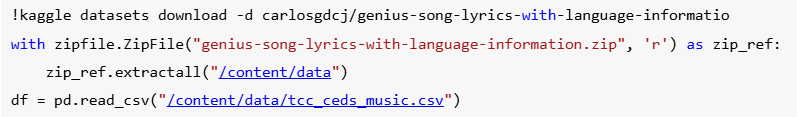 !kaggle datasets download -d carlosgdcj/genius-song-lyrics-with-language-informatio
with zipfile.ZipFile("genius-song-lyrics-with-language-information.zip", 'r') as zip_ref:
    zip_ref.extractall("/content/data")
df = pd.read_csv("/content/data/tcc_ceds_music.csv")